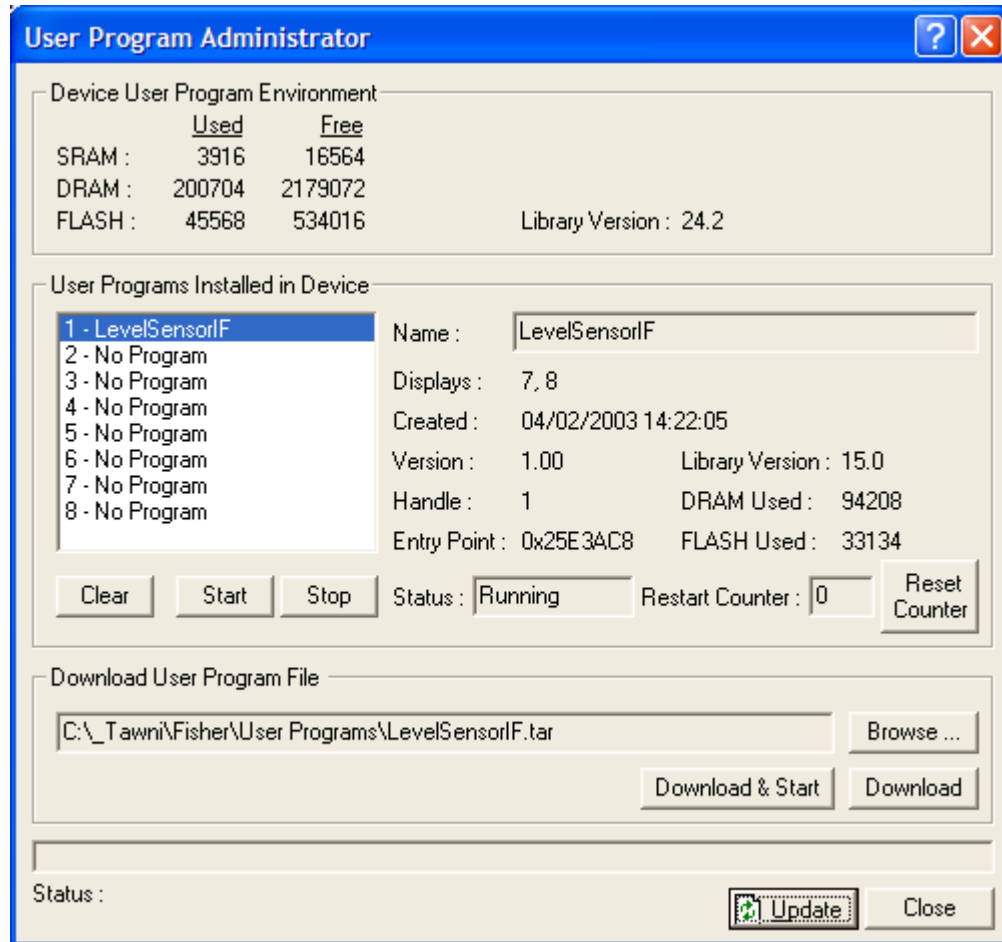 User Program Administrator
Device User Program Environment
Used Free
SRAM : 3916 16564
DRAM : 200704 2179072
FLASH : 45568 534016 Library Version : 24.2
User Programs Installed in Device
1 - LevelSensorIF
2 - No Program
3 - No Program
4 - No Program
5 - No Program
6 - No Program
7 - No Program
8 - No Program
Name : LevelSensorIF
Displays : 7, 8
Created : 04/02/2003 14:22:05
Version : 1.00 Library Version : 15.0
Handle : 1 DRAM Used : 94208
Entry Point : 0x25E3AC8 FLASH Used : 33134
Clear Start Stop Status : Running Restart Counter : 0 Reset
Counter
Download User Program File
C:\_Tawni\Fisher\User Programs\LevelSensorIF.tar Browse ...
Download & Start Download
Status :
Update Close